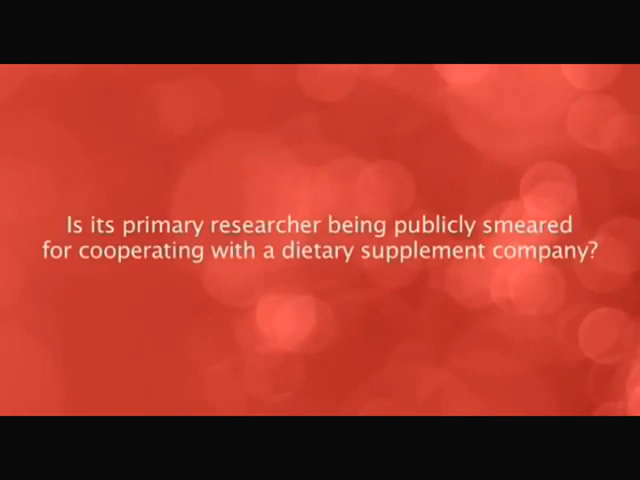 Is its primary researcher being publicly smeared
for cooperating with a dietary supplement company?